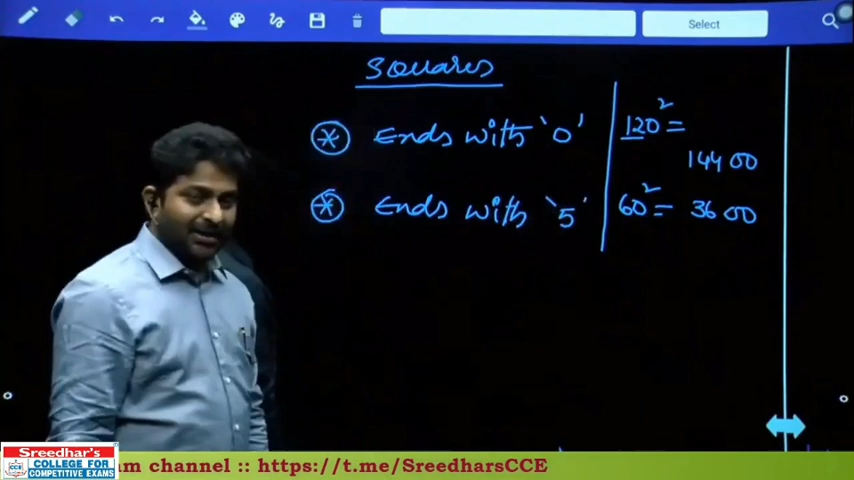 Select
Squares
Ends with '0'
120² =
14400
Ends with '5'
60² = 3600
Sreedhar's
CCE
COLLEGE FOR
COMPETITIVE EXAMS
am channel :: https://t.me/SreedharsCCE